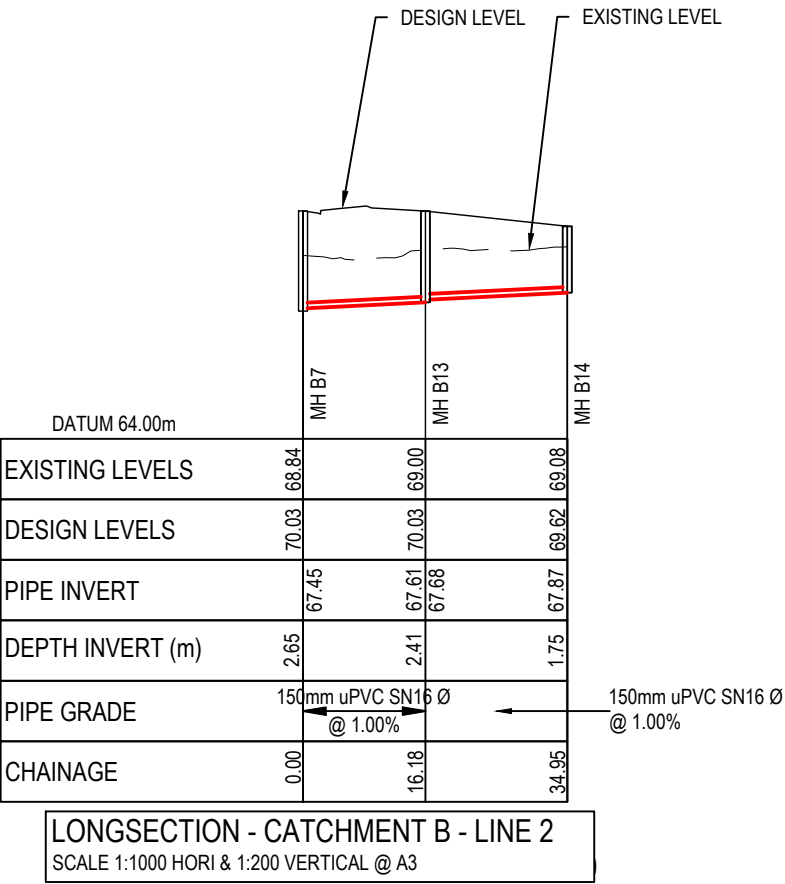 DESIGN LEVEL
EXISTING LEVEL
MH B7
MH B13
MH B14
DATUM 64.00m
EXISTING LEVELS 68.84 69.00 69.08
DESIGN LEVELS 70.03 70.03 69.62
PIPE INVERT 67.45 67.61 67.68 67.87
DEPTH INVERT (m) 2.65 2.41 1.75
PIPE GRADE
150mm uPVC SN16 Ø
@ 1.00%
150mm uPVC SN16 Ø
@ 1.00%
CHAINAGE 0.00 16.18 34.95
LONGSECTION - CATCHMENT B - LINE 2
SCALE 1:1000 HORI & 1:200 VERTICAL @ A3